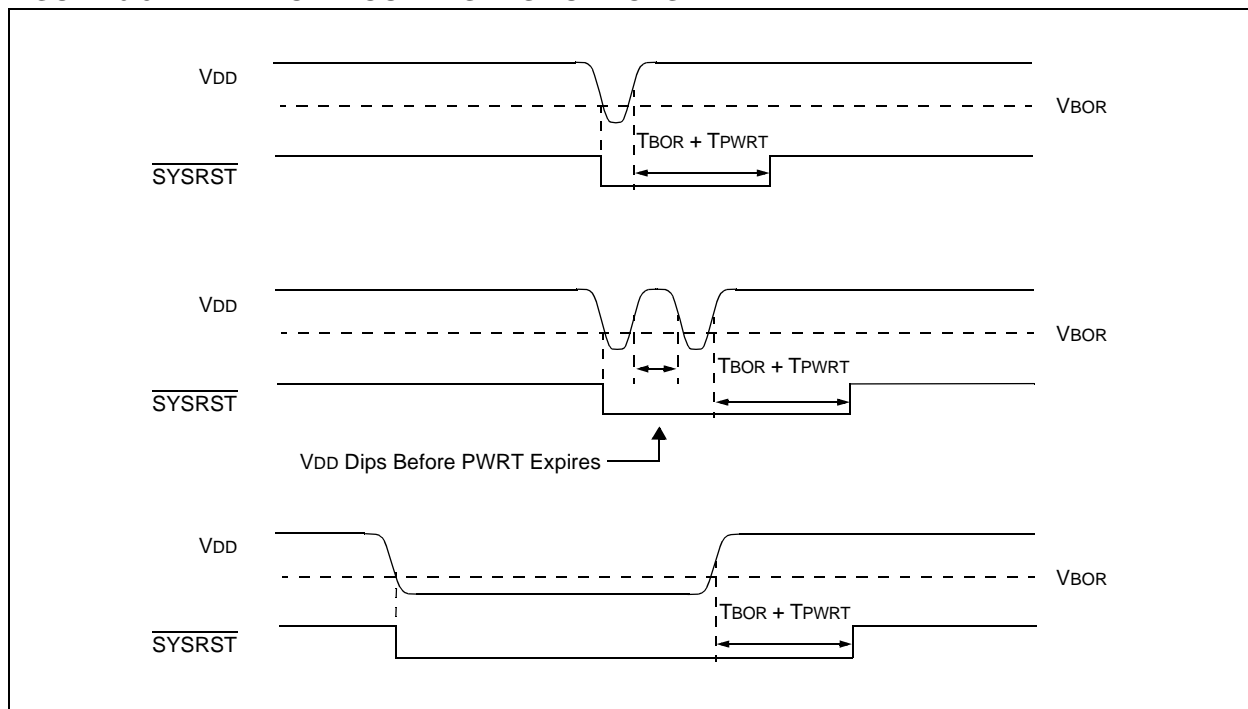 VDD
VBOR
TBOR + TPWRT
SYSRST
VDD
VBOR
TBOR + TPWRT
SYSRST
VDD Dips Before PWRT Expires
VDD
VBOR
TBOR + TPWRT
SYSRST